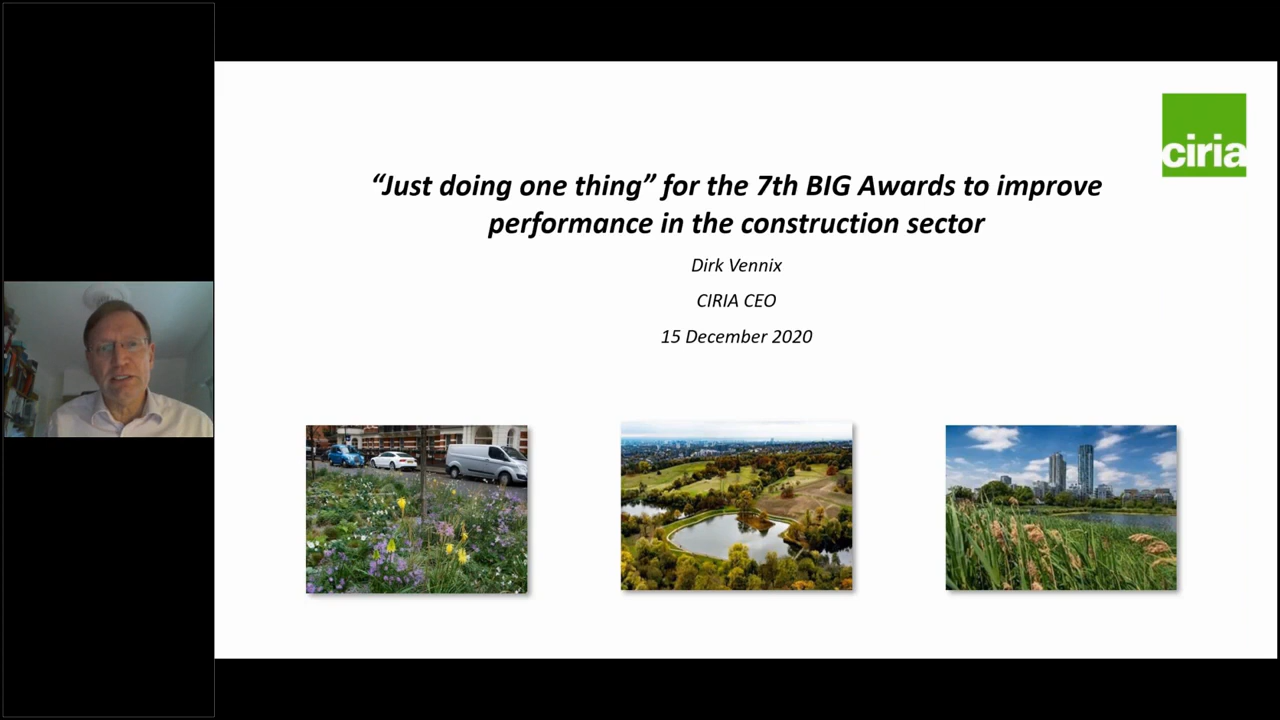 ciria
“Just doing one thing” for the 7th BIG Awards to improve
performance in the construction sector
Dirk Vennix
CIRIA CEO
15 December 2020